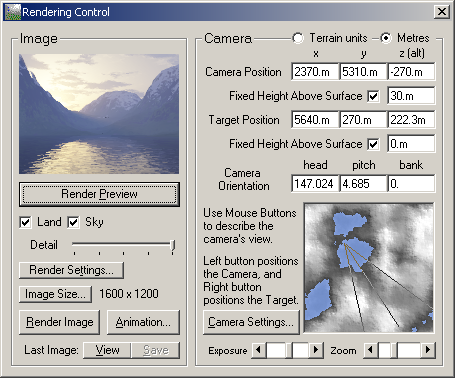 Rendering Control
Image
Render Preview
Land Sky
Detail
Render Settings...
Image Size... 1600 x 1200
Render Image Animation...
Last Image: View Save
Camera Terrain units Metres
x y z (alt)
Camera Position 2370.m 5310.m -270.m
Fixed Height Above Surface 30.m
Target Position 5640.m 270.m 222.3m
Fixed Height Above Surface 0.m
head pitch bank
Camera
Orientation 147.024 4.685 0.
Use Mouse Buttons
to describe the
camera's view.
Left button positions
the Camera, and
Right button
positions the Target.
Camera Settings...
Exposure Zoom